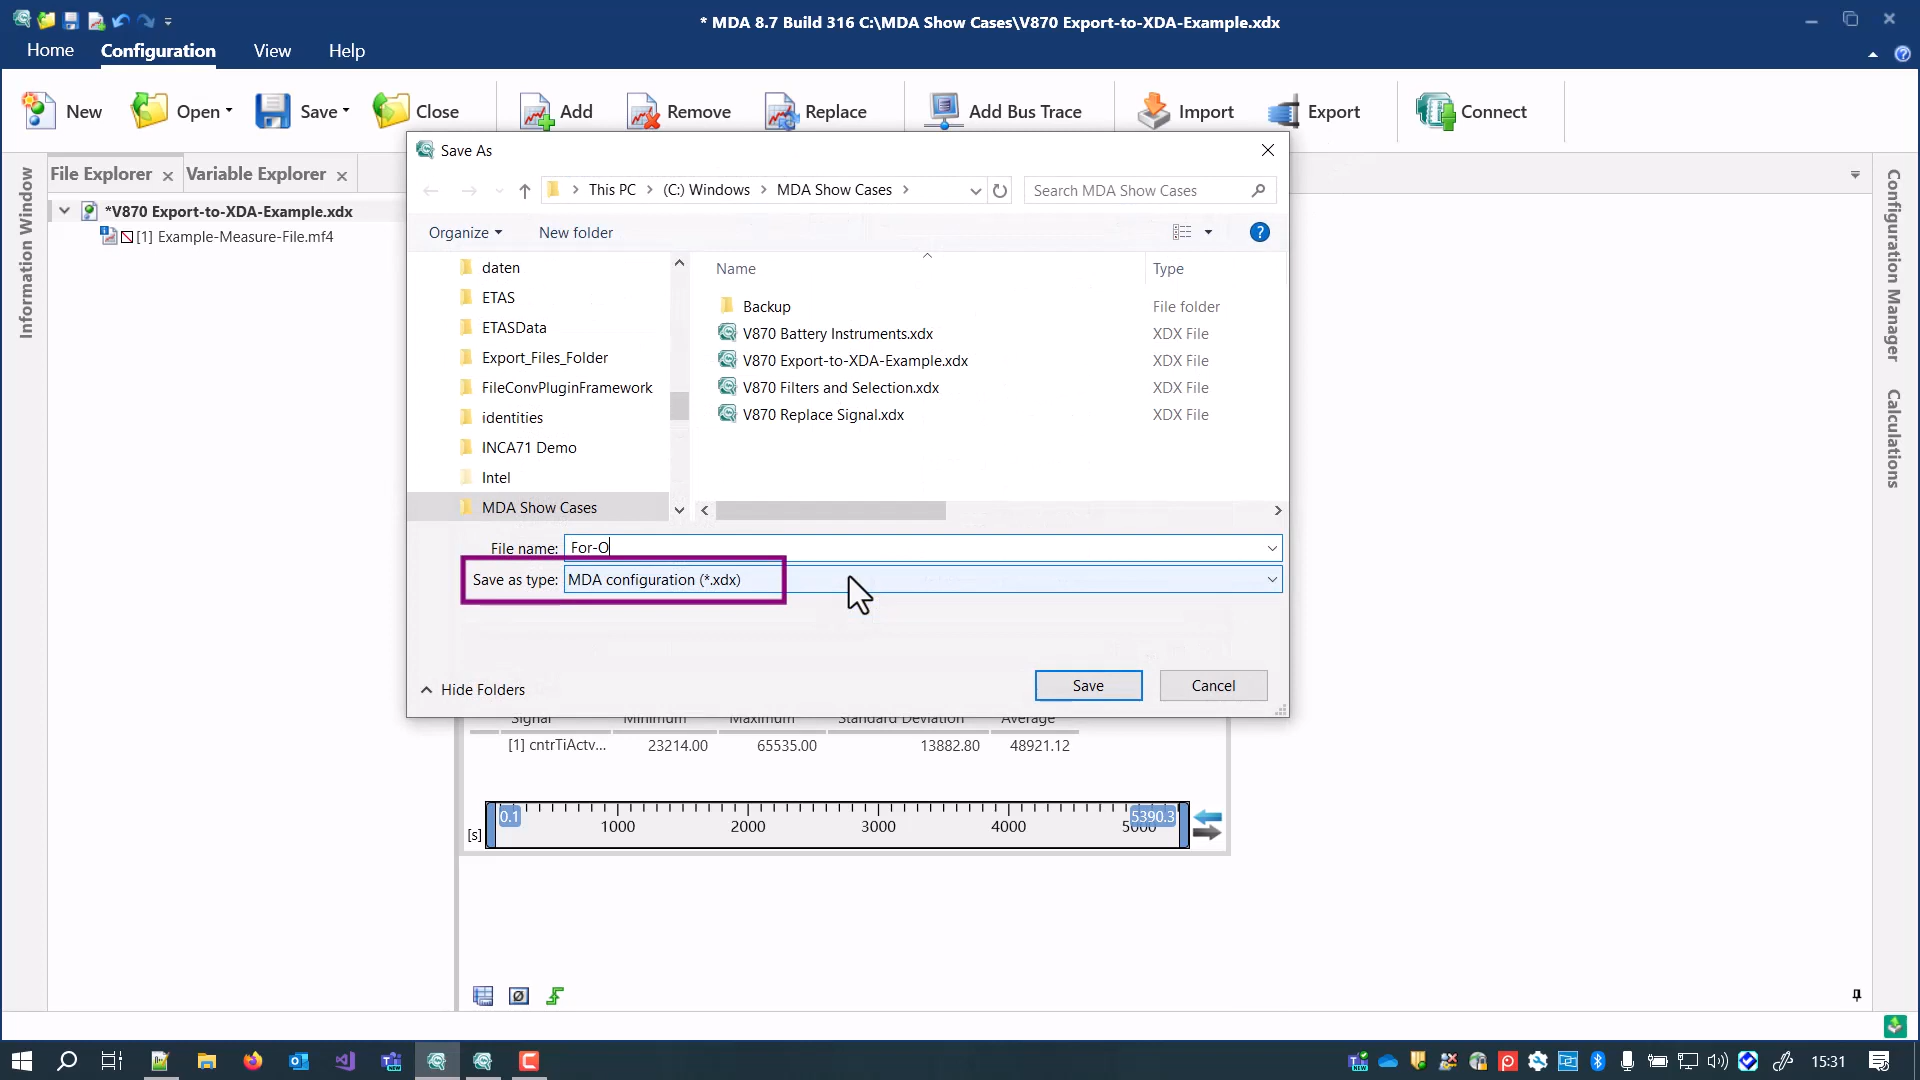 * MDA 8.7 Build 316 C:\MDA Show Cases\V870 Export-to-XDA-Example.xdx
Home Configuration View Help
New Open Save Close Add Remove Replace Add Bus Trace Import Export Connect
Information Window
File Explorer Variable Explorer
*V870 Export-to-XDA-Example.xdx
[1] Example-Measure-File.mf4
Save As
This PC (C:) Windows MDA Show Cases
Search MDA Show Cases
Organize New folder
daten
ETAS
ETASData
Export_Files_Folder
FileConvPluginFramework
identities
INCA71 Demo
Intel
MDA Show Cases
Name Type
Backup File folder
V870 Battery Instruments.xdx XDX File
V870 Export-to-XDA-Example.xdx XDX File
V870 Filters and Selection.xdx XDX File
V870 Replace Signal.xdx XDX File
File name: For-O
Save as type: MDA configuration (*.xdx)
Hide Folders
Save Cancel
Signal Minimum Maximum Standard Deviation Average
[1] cntrTiActv... 23214.00 65535.00 13882.80 48921.12
0.1 5390.3
[s] 1000 2000 3000 4000 5000
Configuration Manager
Calculations
15:31